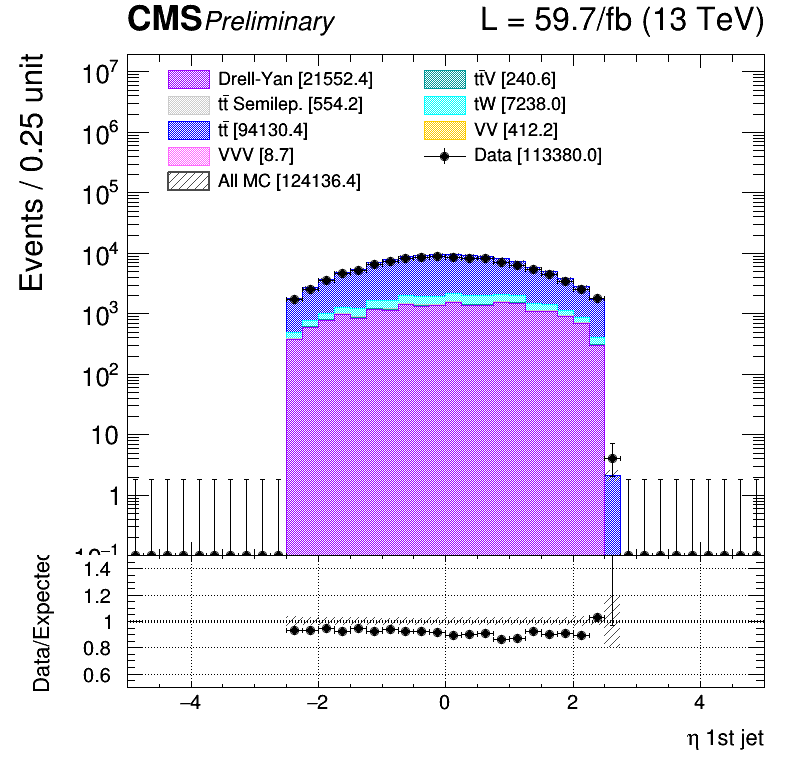 CMS Preliminary L = 59.7/fb (13 TeV)
Events / 0.25 unit
10⁷
10⁶
10⁵
10⁴
10³
10²
10
1
10⁻¹
Drell-Yan [21552.4]
tt̄ Semilep. [554.2]
tt̄ [94130.4]
VVV [8.7]
All MC [124136.4]
tt̄V [240.6]
tW [7238.0]
VV [412.2]
Data [113380.0]
Data/Expected
1.4
1.2
1
0.8
0.6
−4 −2 0 2 4
η 1st jet